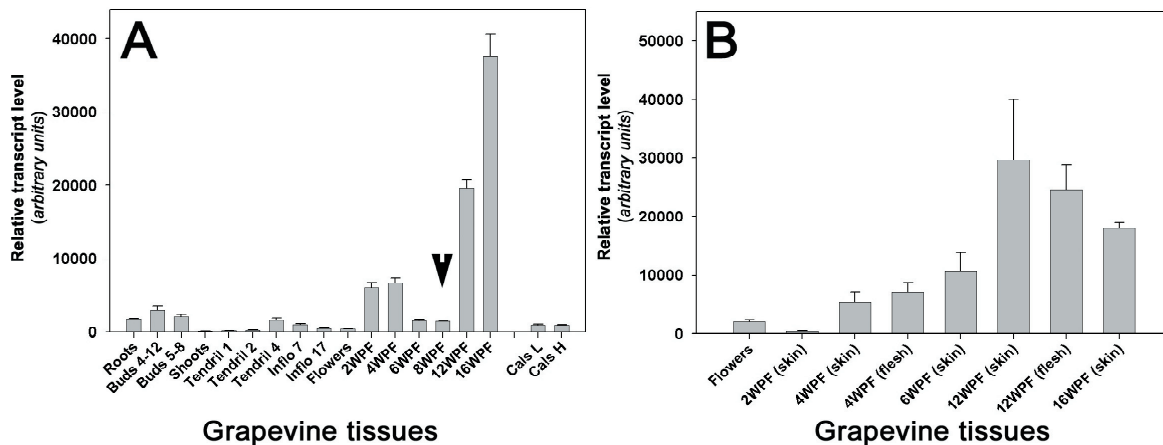 A
Relative transcript level
(arbitrary units)
40000
30000
20000
10000
0
Roots
Buds 4-12
Buds 5-8
Shoots
Tendril 1
Tendril 2
Tendril 4
Inflo 7
Inflo 17
Flowers
2WPF
4WPF
6WPF
8WPF
12WPF
16WPF
Cals L
Cals H
Grapevine tissues
B
Relative transcript level
(arbitrary units)
50000
40000
30000
20000
10000
0
Flowers
2WPF (skin)
4WPF (skin)
4WPF (flesh)
6WPF (skin)
12WPF (skin)
12WPF (flesh)
16WPF (skin)
Grapevine tissues